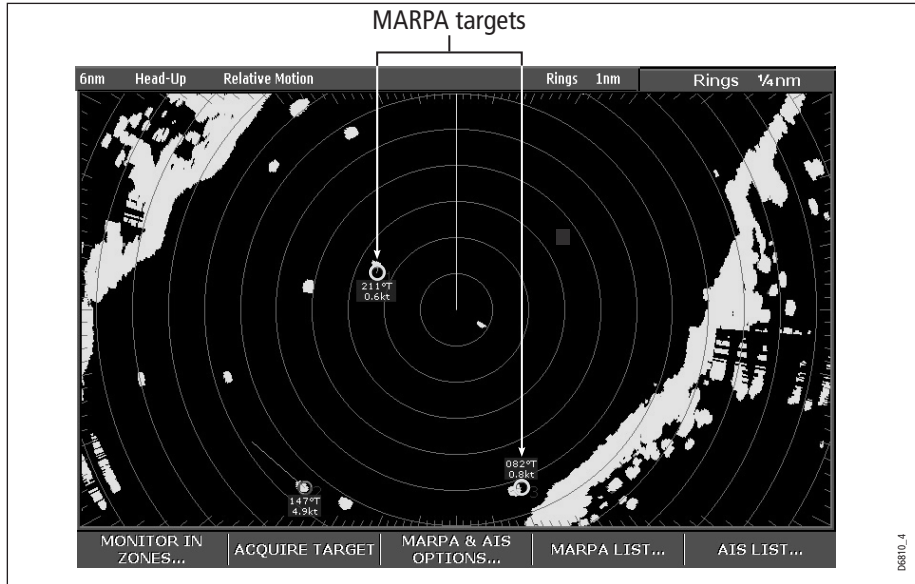 MARPA targets
6nm Head-Up Relative Motion Rings 1nm Rings ¼nm
211°T
0.6kt
082°T
0.8kt
3
147°T
4.9kt
MONITOR IN
ZONES...
ACQUIRE TARGET
MARPA & AIS
OPTIONS...
MARPA LIST...
AIS LIST...
D6810_4